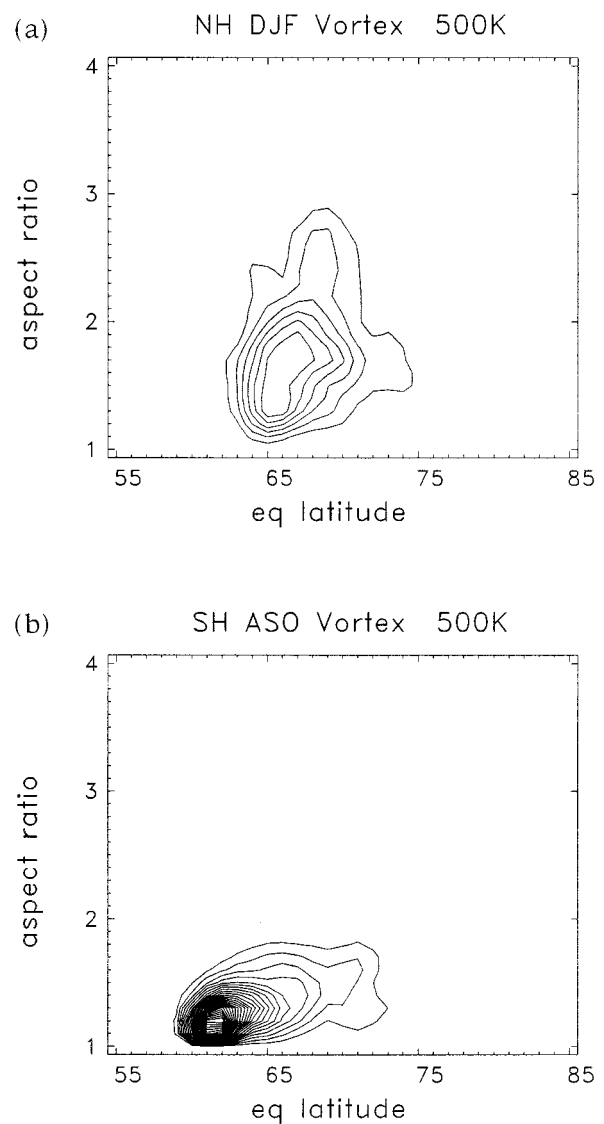 (a) NH DJF Vortex 500K
4
3
2
1
aspect ratio
55 65 75 85
eq latitude
(b) SH ASO Vortex 500K
4
3
2
1
aspect ratio
55 65 75 85
eq latitude